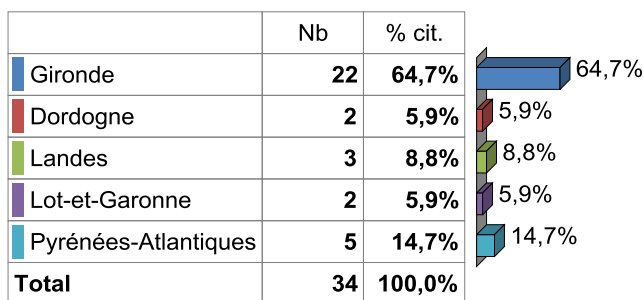 Nb % cit.
Gironde 22 64,7% 64,7%
Dordogne 2 5,9% 5,9%
Landes 3 8,8% 8,8%
Lot-et-Garonne 2 5,9% 5,9%
Pyrénées-Atlantiques 5 14,7% 14,7%
Total 34 100,0%